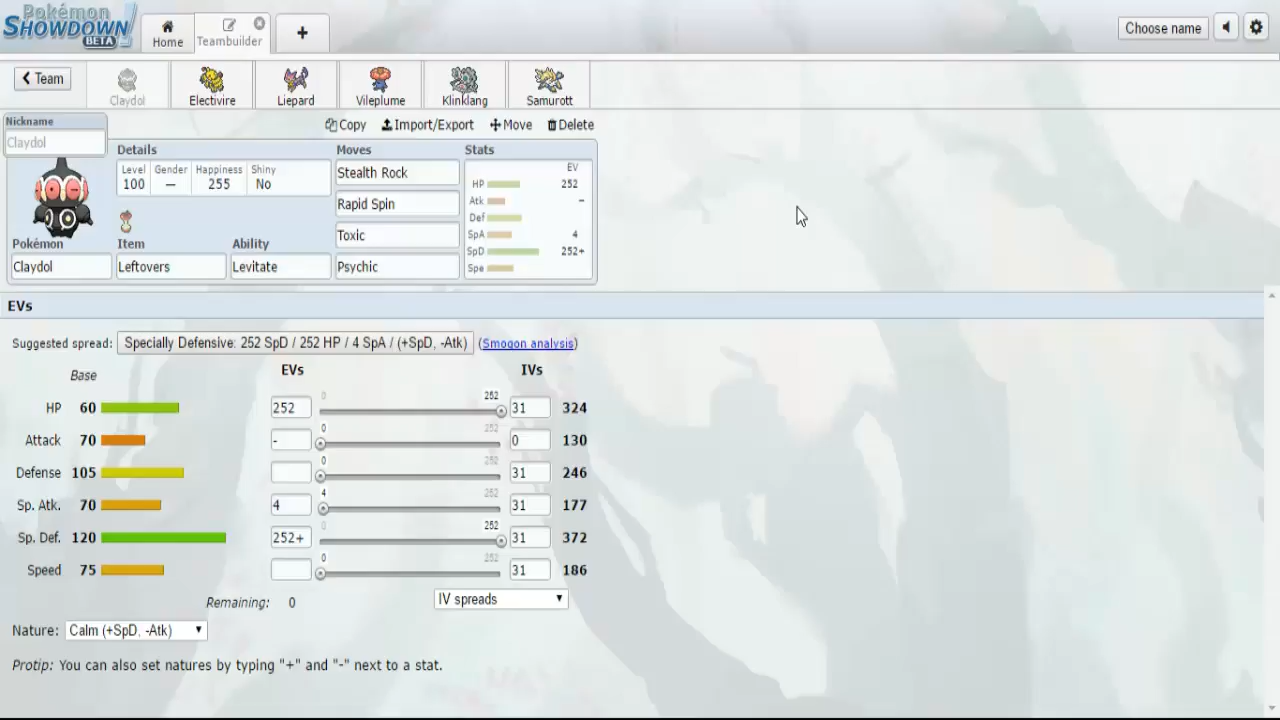 Pokémon
SHOWDOWN!
BETA
Home
Teambuilder
+
Choose name
Team
Claydol
Electivire
Liepard
Vileplume
Klinklang
Samurott
Nickname
Claydol
Copy Import/Export Move Delete
Details
Level Gender Happiness Shiny
100 — 255 No
Pokémon Item Ability
Claydol Leftovers Levitate
Moves
Stealth Rock
Rapid Spin
Toxic
Psychic
Stats
EV
HP 252
Atk -
Def
SpA 4
SpD 252+
Spe
EVs
Suggested spread: Specially Defensive: 252 SpD / 252 HP / 4 SpA / (+SpD, -Atk) (Smogon analysis)
Base EVs IVs
HP 60 252 0 252 31 324
Attack 70 - 0 252 0 130
Defense 105 0 252 31 246
Sp. Atk. 70 4 4 252 31 177
Sp. Def. 120 252+ 0 252 31 372
Speed 75 0 252 31 186
Remaining: 0 IV spreads
Nature: Calm (+SpD, -Atk)
Protip: You can also set natures by typing "+" and "-" next to a stat.